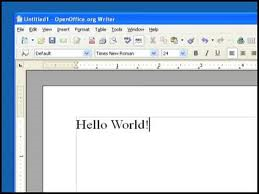 Untitled1 - OpenOffice.org Writer
File Edit View Insert Format Table Tools Window Help
Default Times New Roman 24
Hello World!